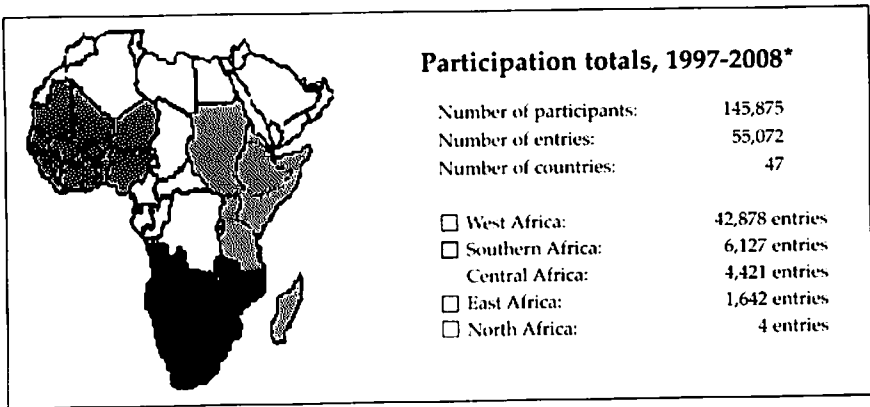 Participation totals, 1997-2008*
Number of participants: 145,875
Number of entries: 55,072
Number of countries: 47
West Africa: 42,878 entries
Southern Africa: 6,127 entries
Central Africa: 4,421 entries
East Africa: 1,642 entries
North Africa: 4 entries